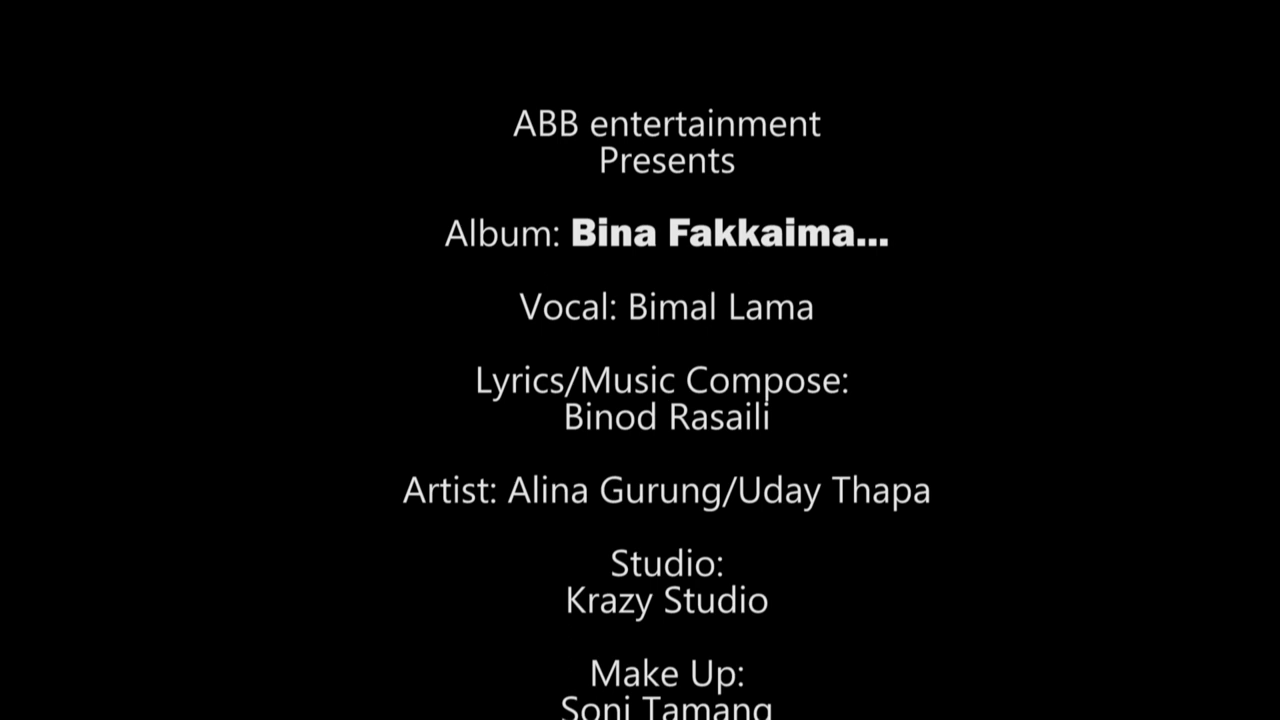 ABB entertainment
Presents
Album: Bina Fakkaima...
Vocal: Bimal Lama
Lyrics/Music Compose:
Binod Rasaili
Artist: Alina Gurung/Uday Thapa
Studio:
Krazy Studio
Make Up:
Soni Tamang